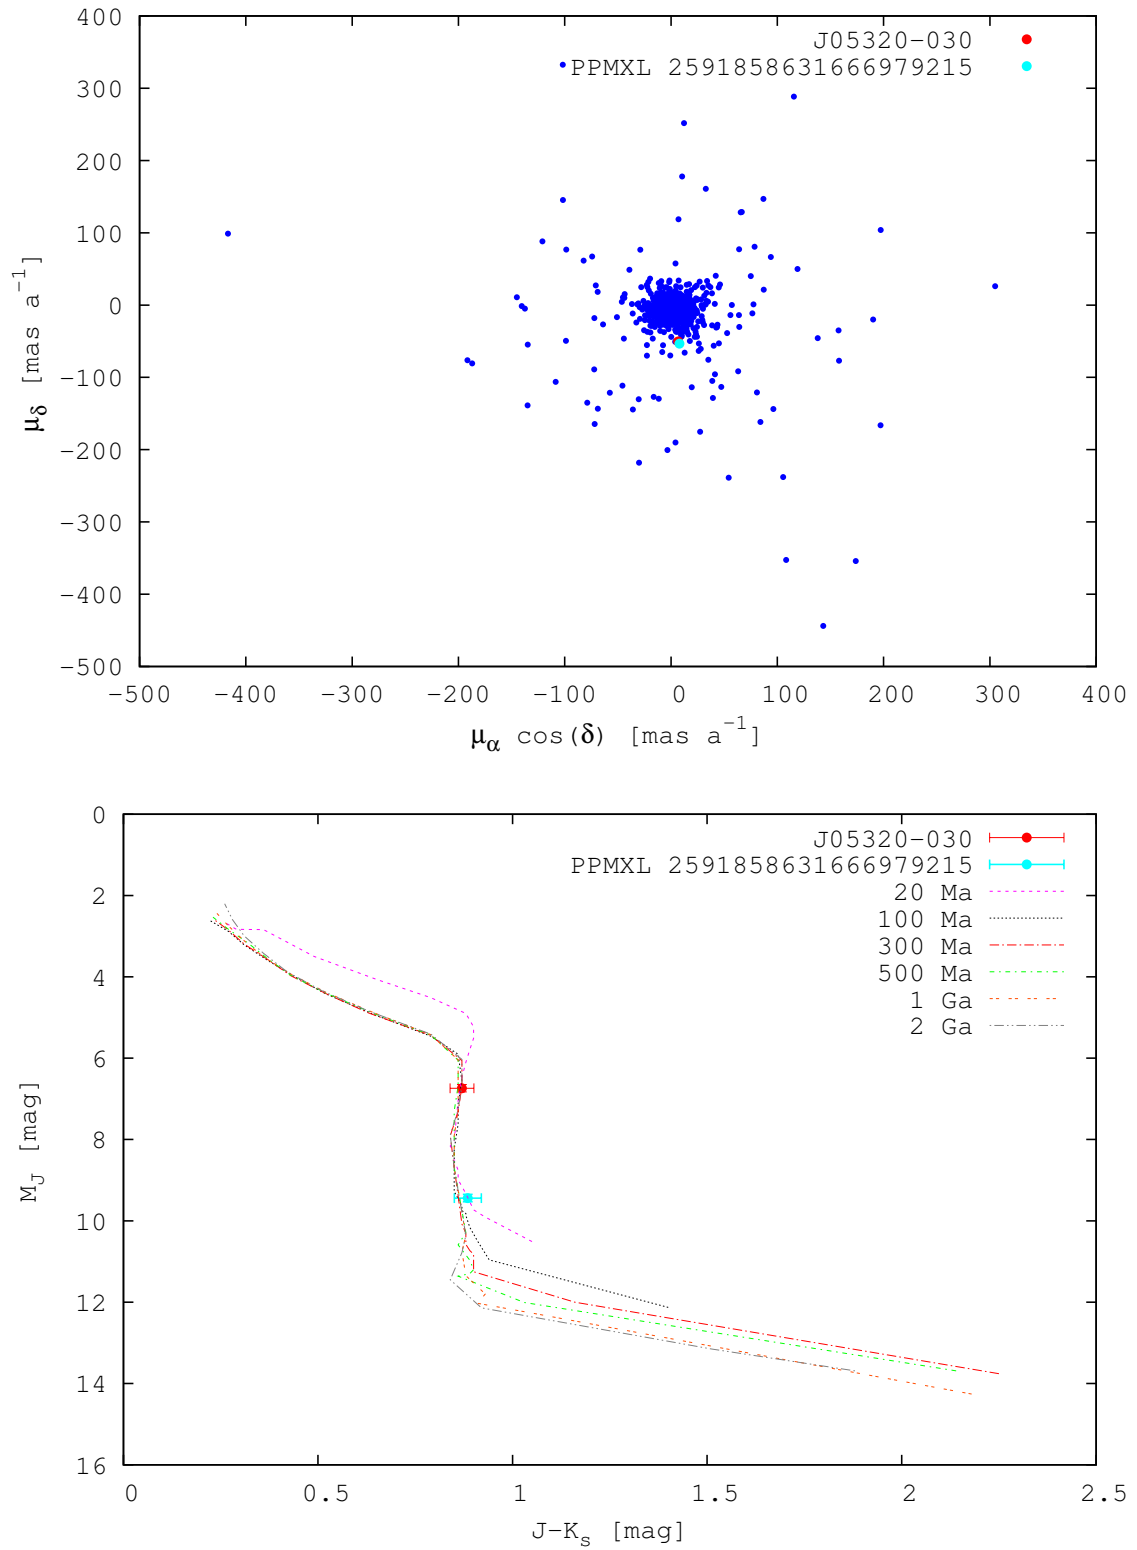 400
300
200
100
0
−100
−200
−300
−400
−500
−500 −400 −300 −200 −100 0 100 200 300 400
μδ [mas a−1]
μα cos(δ) [mas a−1]
J05320−030
PPMXL 2591858631666979215
0
2
4
6
8
10
12
14
16
0 0.5 1 1.5 2 2.5
MJ [mag]
J−Ks [mag]
J05320−030
PPMXL 2591858631666979215
20 Ma
100 Ma
300 Ma
500 Ma
1 Ga
2 Ga